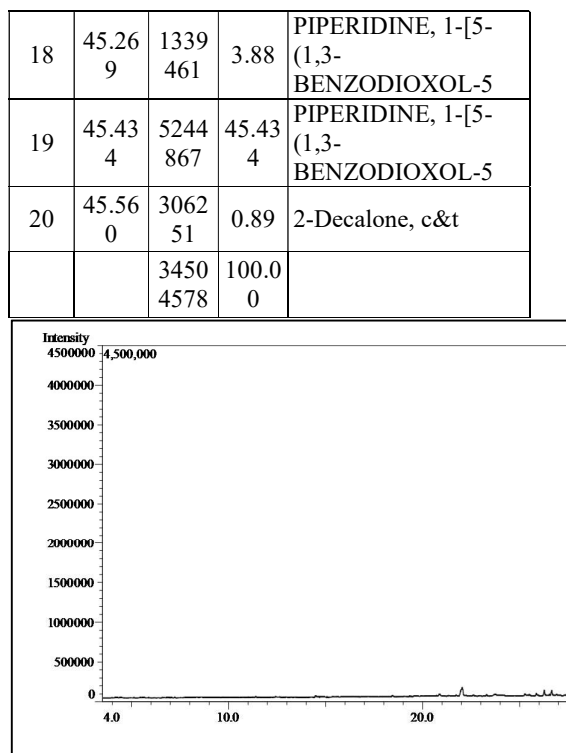 18 45.26 9 1339 461 3.88 PIPERIDINE, 1-[5-
(1,3-
BENZODIOXOL-5
19 45.43 4 5244 867 45.43 4 PIPERIDINE, 1-[5-
(1,3-
BENZODIOXOL-5
20 45.56 0 3062 51 0.89 2-Decalone, c&t
3450 4578 100.0 0
Intensity
4500000 4,500,000
4000000
3500000
3000000
2500000
2000000
1500000
1000000
500000
0
4.0 10.0 20.0